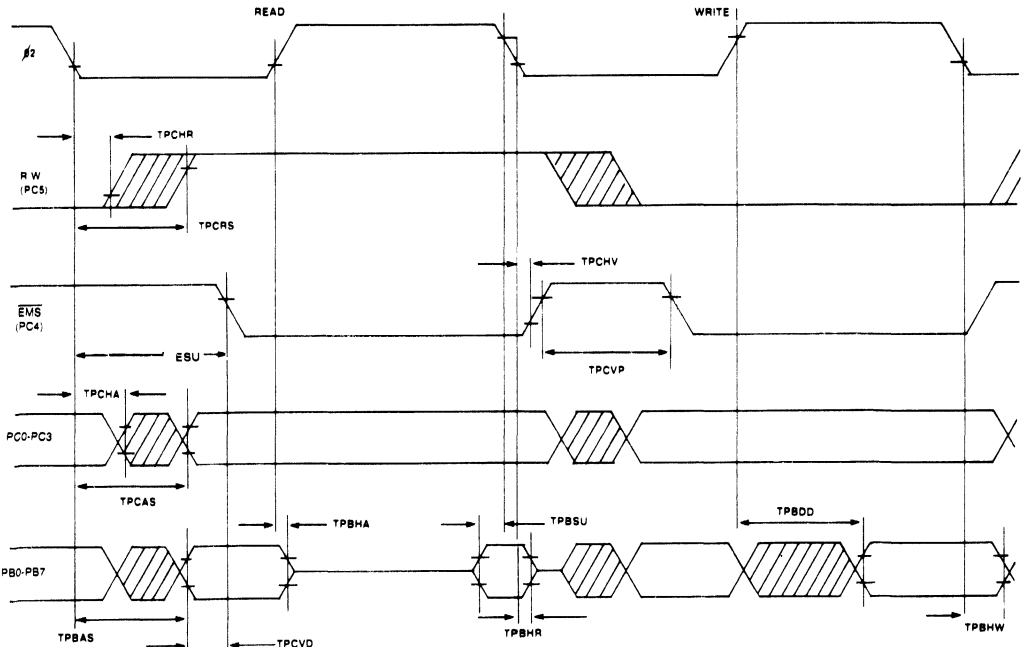 READ
WRITE
ø2
TPCHR
R W
(PC5)
TPCRS
TPCHV
EMS
(PC4)
ESU
TPCVP
TPCHA
PC0-PC3
TPCAS
TPBHA
TPBSU
TPBDD
PB0-PB7
TPBAS
TPBHR
TPBHW
TPCVD